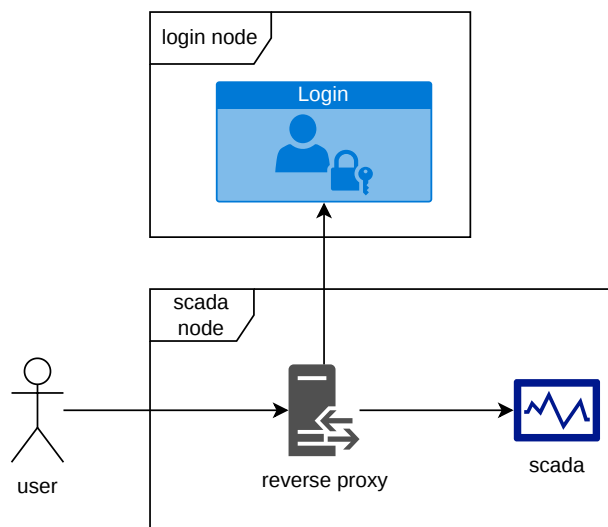 login node
Login
scada
node
user
reverse proxy
scada